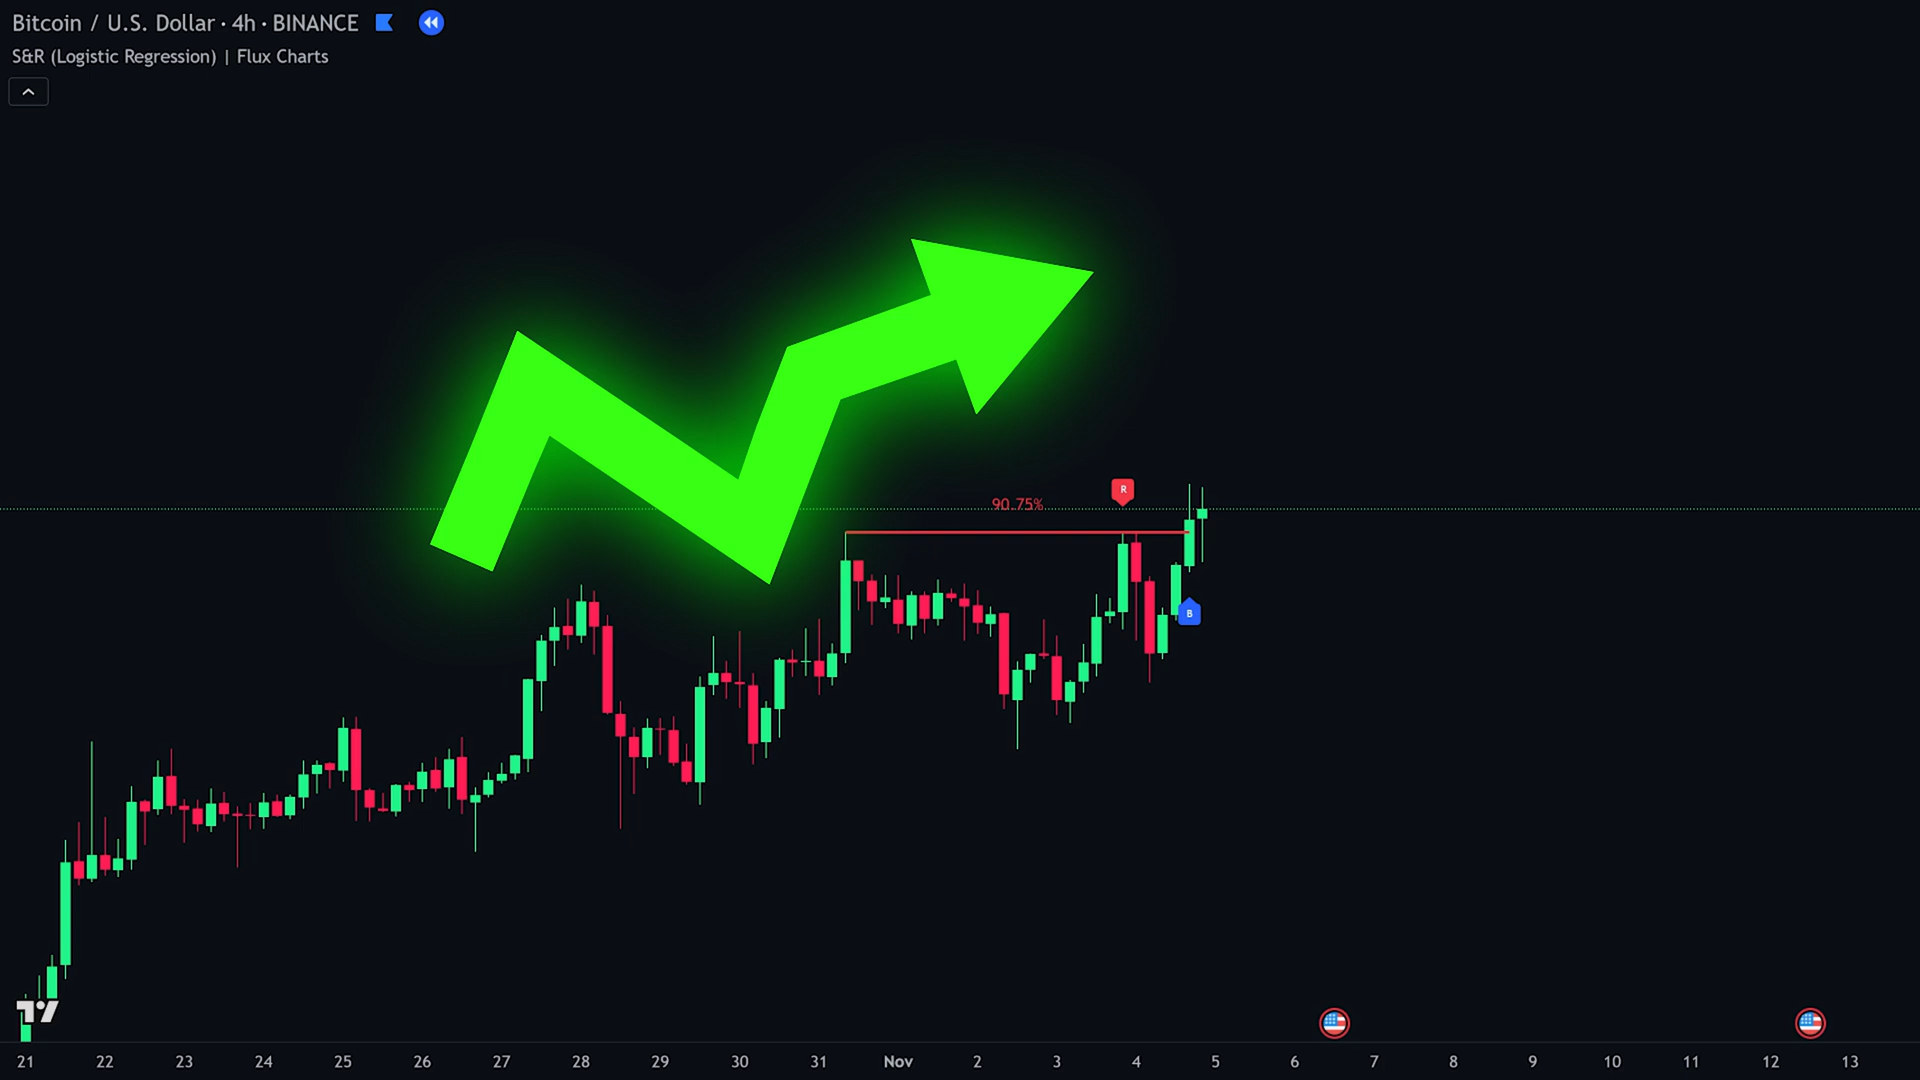 Bitcoin / U.S. Dollar · 4h · BINANCE
S&R (Logistic Regression) | Flux Charts
90.75%
R
B
21 22 23 24 25 26 27 28 29 30 31 Nov 2 3 4 5 6 7 8 9 10 11 12 13